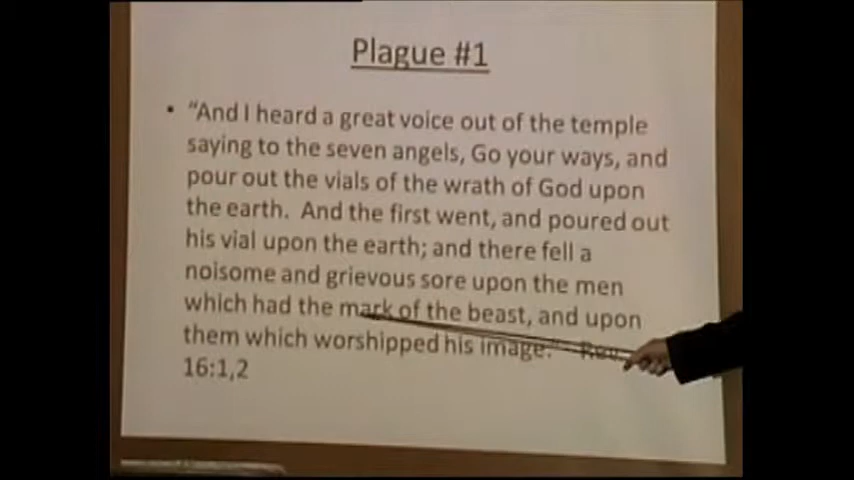 Plague #1
• "And I heard a great voice out of the temple
saying to the seven angels, Go your ways, and
pour out the vials of the wrath of God upon
the earth.  And the first went, and poured out
his vial upon the earth; and there fell a
noisome and grievous sore upon the men
which had the mark of the beast, and upon
them which worshipped his image."   Rev.
16:1,2